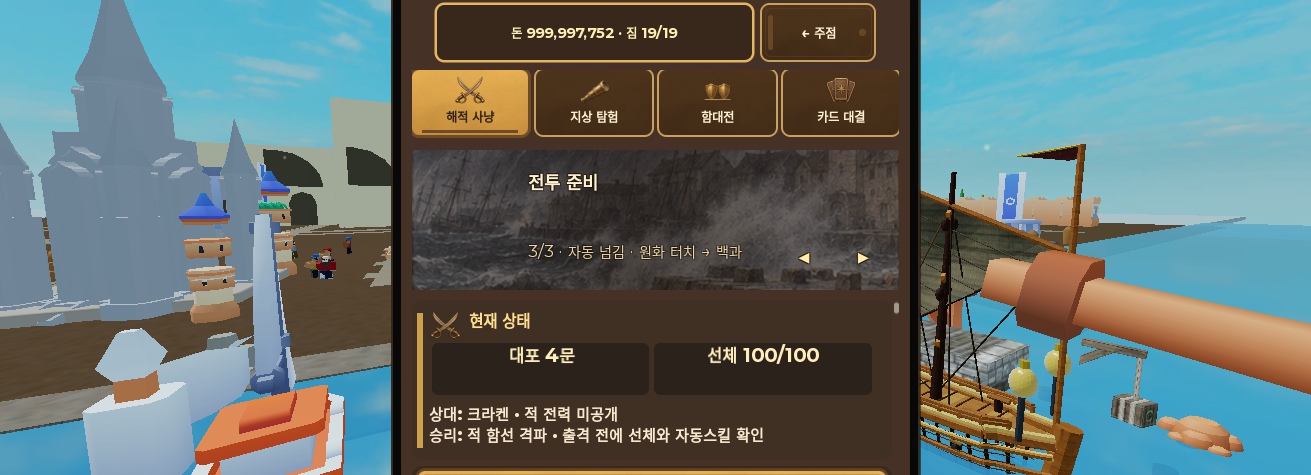 돈 999,997,752 · 짐 19/19
← 주점
해적 사냥
지상 탐험
함대전
카드 대결
전투 준비
3/3 · 자동 넘김 · 원화 터치 → 백과
◀ ▶
현재 상태
대포 4문
선체 100/100
상대: 크라켄 • 적 전력 미공개
승리: 적 함선 격파 • 출격 전에 선체와 자동스킬 확인